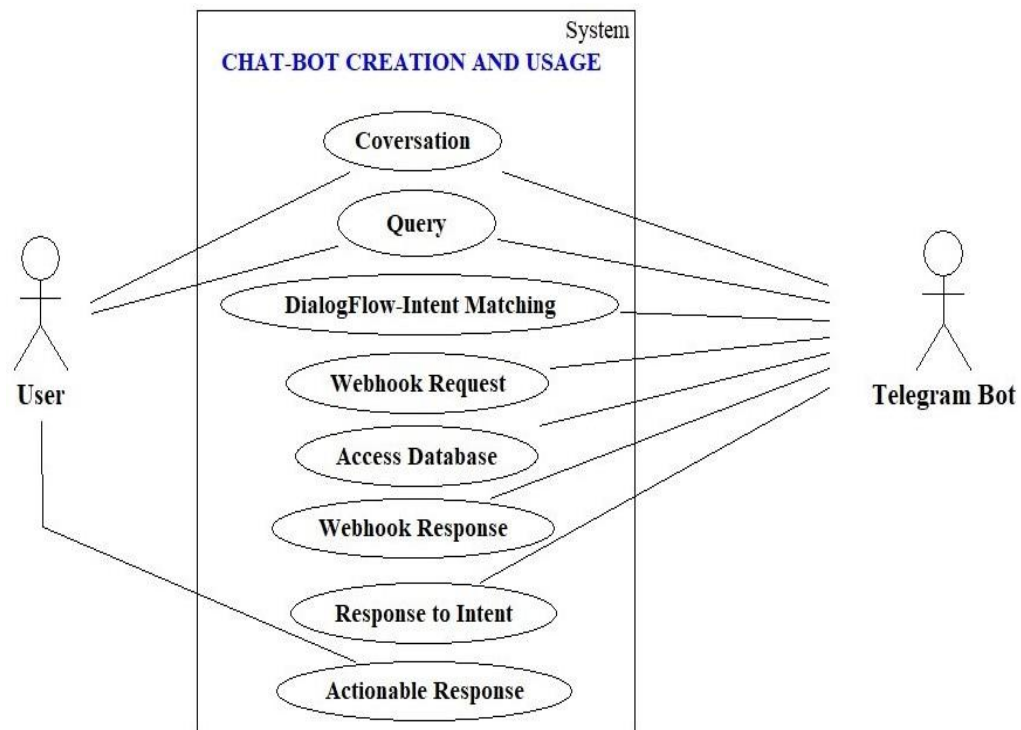 System
CHAT-BOT CREATION AND USAGE
Coversation
Query
DialogFlow-Intent Matching
Webhook Request
User
Telegram Bot
Access Database
Webhook Response
Response to Intent
Actionable Response